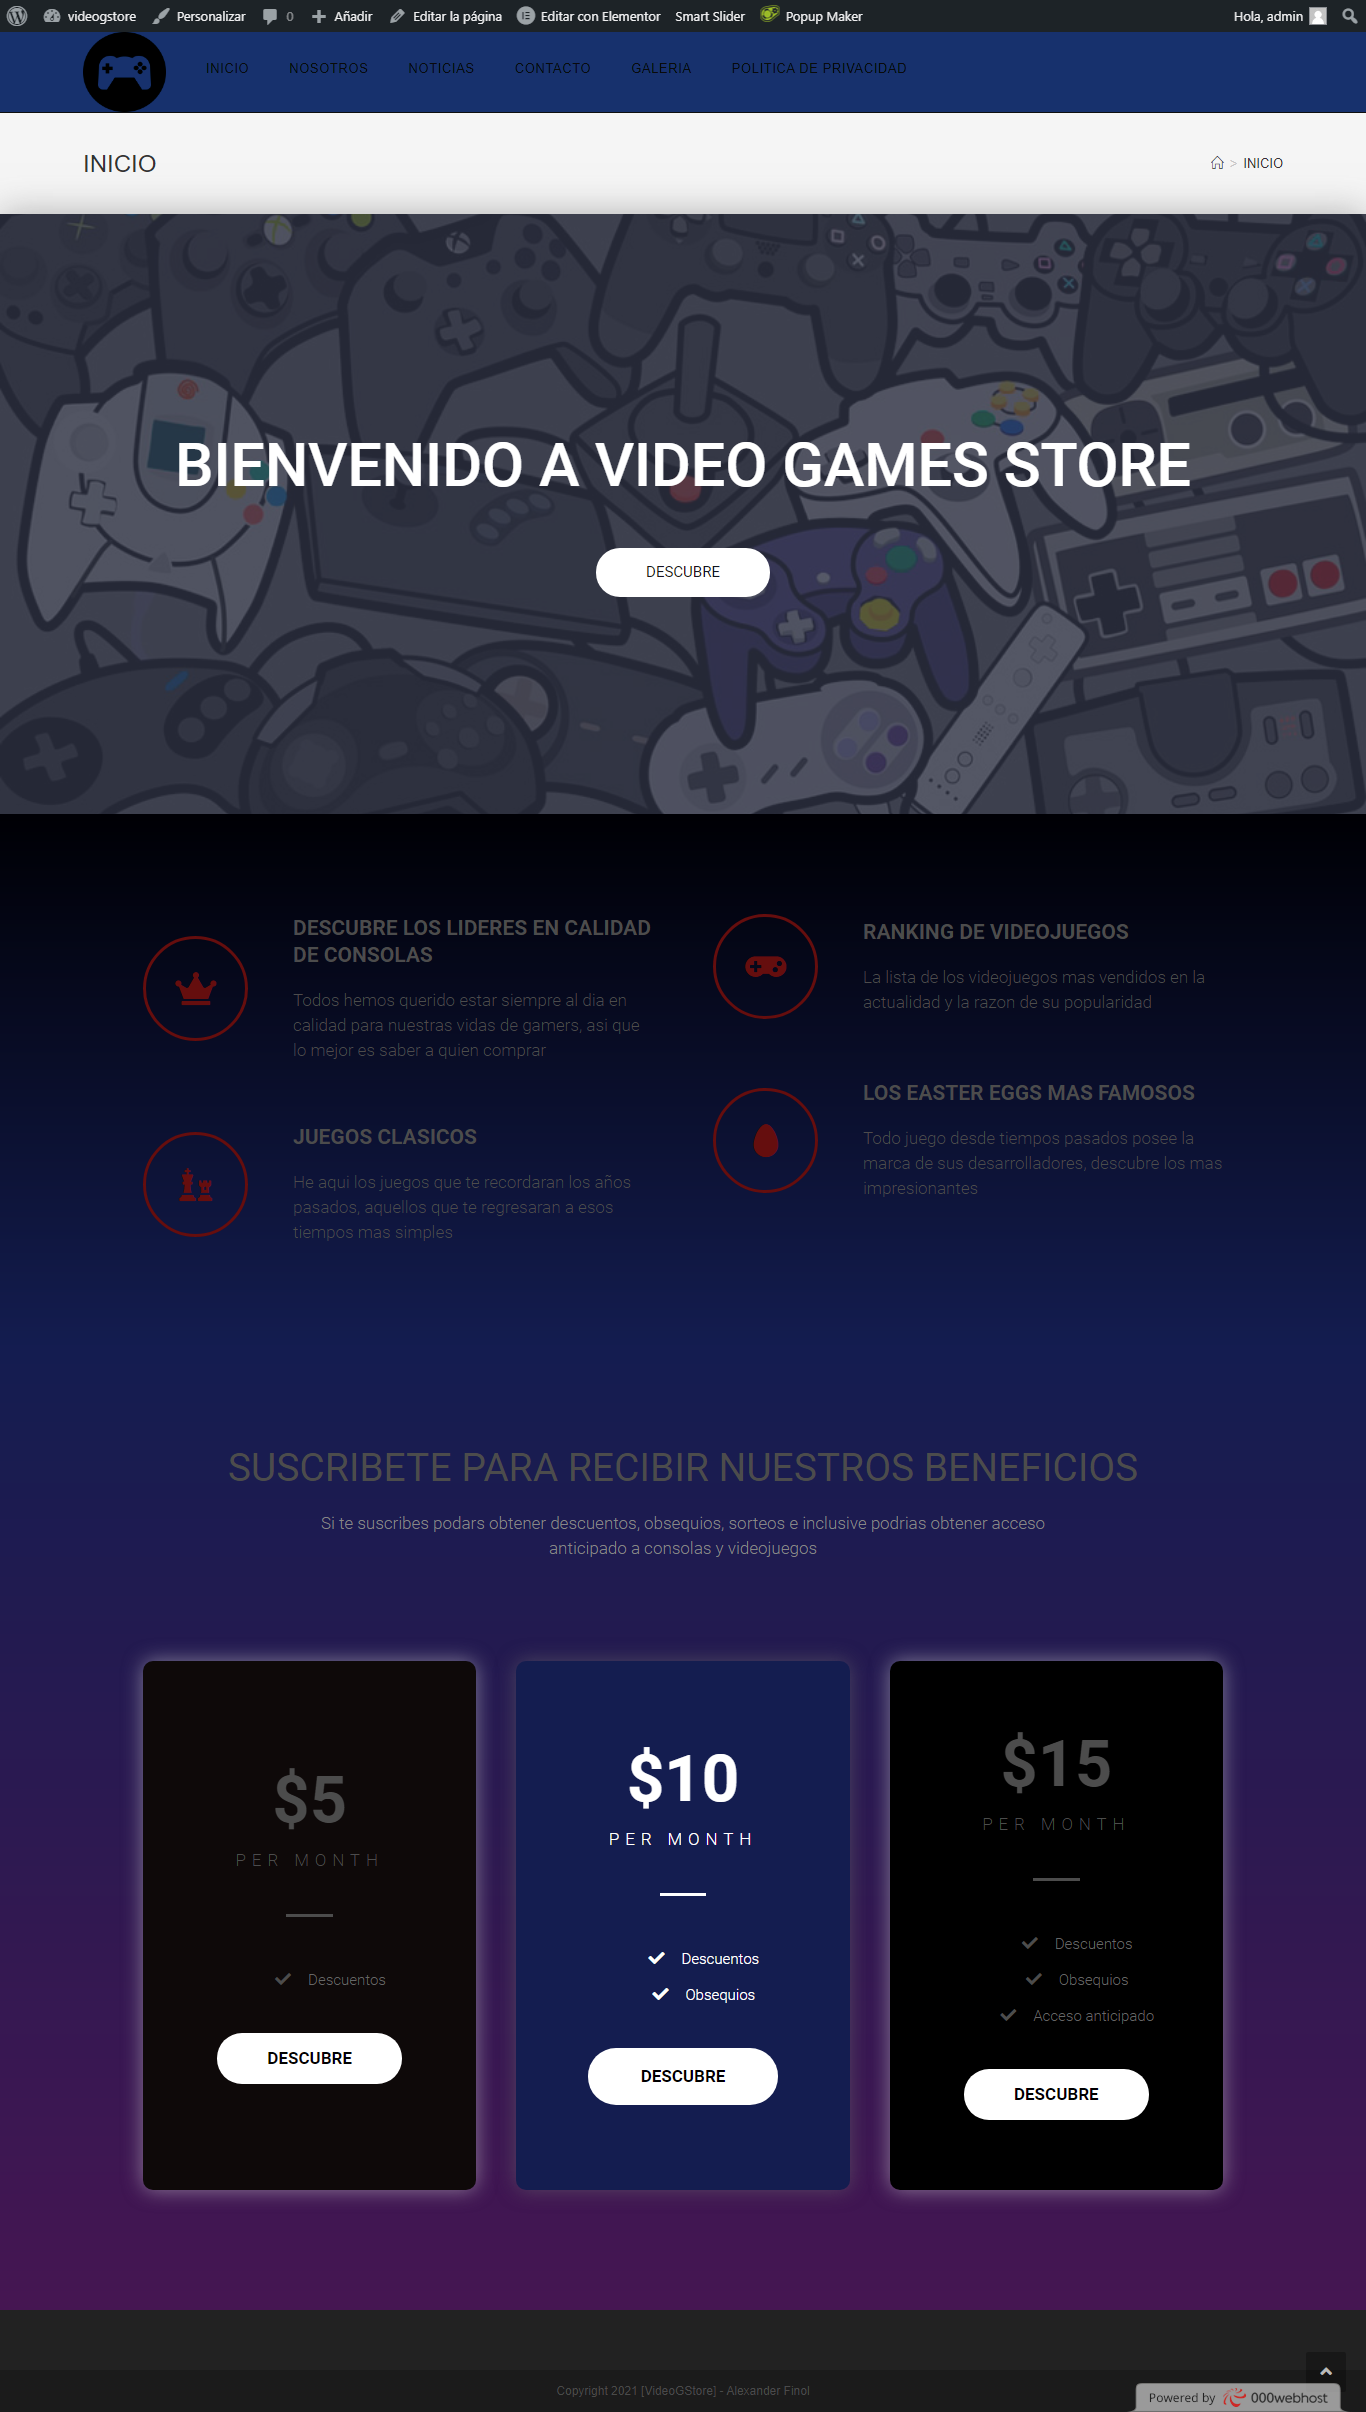 videogstore Personalizar 0 Añadir Editar la página Editar con Elementor Smart Slider Popup Maker Hola, admin
INICIO NOSOTROS NOTICIAS CONTACTO GALERIA POLITICA DE PRIVACIDAD
INICIO
> INICIO
BIENVENIDO A VIDEO GAMES STORE
DESCUBRE
DESCUBRE LOS LIDERES EN CALIDAD
DE CONSOLAS
Todos hemos querido estar siempre al dia en
calidad para nuestras vidas de gamers, asi que
lo mejor es saber a quien comprar
JUEGOS CLASICOS
He aqui los juegos que te recordaran los años
pasados, aquellos que te regresaran a esos
tiempos mas simples
RANKING DE VIDEOJUEGOS
La lista de los videojuegos mas vendidos en la
actualidad y la razon de su popularidad
LOS EASTER EGGS MAS FAMOSOS
Todo juego desde tiempos pasados posee la
marca de sus desarrolladores, descubre los mas
impresionantes
SUSCRIBETE PARA RECIBIR NUESTROS BENEFICIOS
Si te suscribes podars obtener descuentos, obsequios, sorteos e inclusive podrias obtener acceso
anticipado a consolas y videojuegos
$5
PER MONTH
Descuentos
DESCUBRE
$10
PER MONTH
Descuentos
Obsequios
DESCUBRE
$15
PER MONTH
Descuentos
Obsequios
Acceso anticipado
DESCUBRE
Copyright 2021 [VideoGStore] - Alexander Finol
Powered by 000webhost